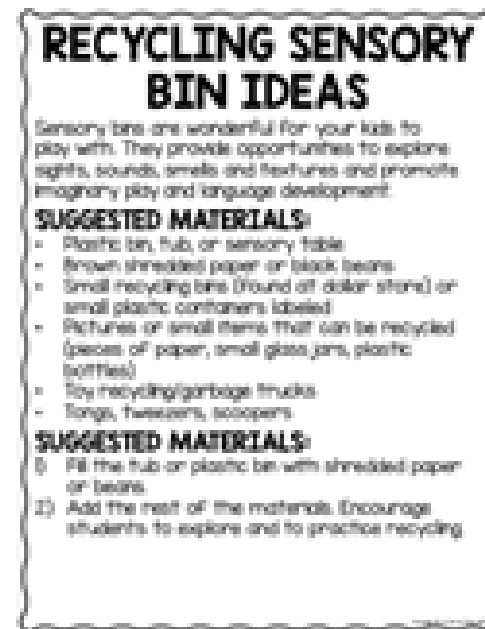 RECYCLING SENSORY
BIN IDEAS
Sensory bins are wonderful for your kids to
play with. They provide opportunities to explore
sights, sounds, smells and textures and promote
imaginary play and language development.
SUGGESTED MATERIALS:
• Plastic bin, tub, or sensory table
• Brown shredded paper or black beans
• Small recycling bins (found at dollar store) or
small plastic containers labeled
• Pictures or small items that can be recycled
(pieces of paper, small glass jars, plastic
bottles)
• Toy recycling/garbage trucks
• Tongs, tweezers, scoopers
SUGGESTED MATERIALS:
1) Fill the tub or plastic bin with shredded paper
or beans.
2) Add the rest of the materials. Encourage
students to explore and to practice recycling.